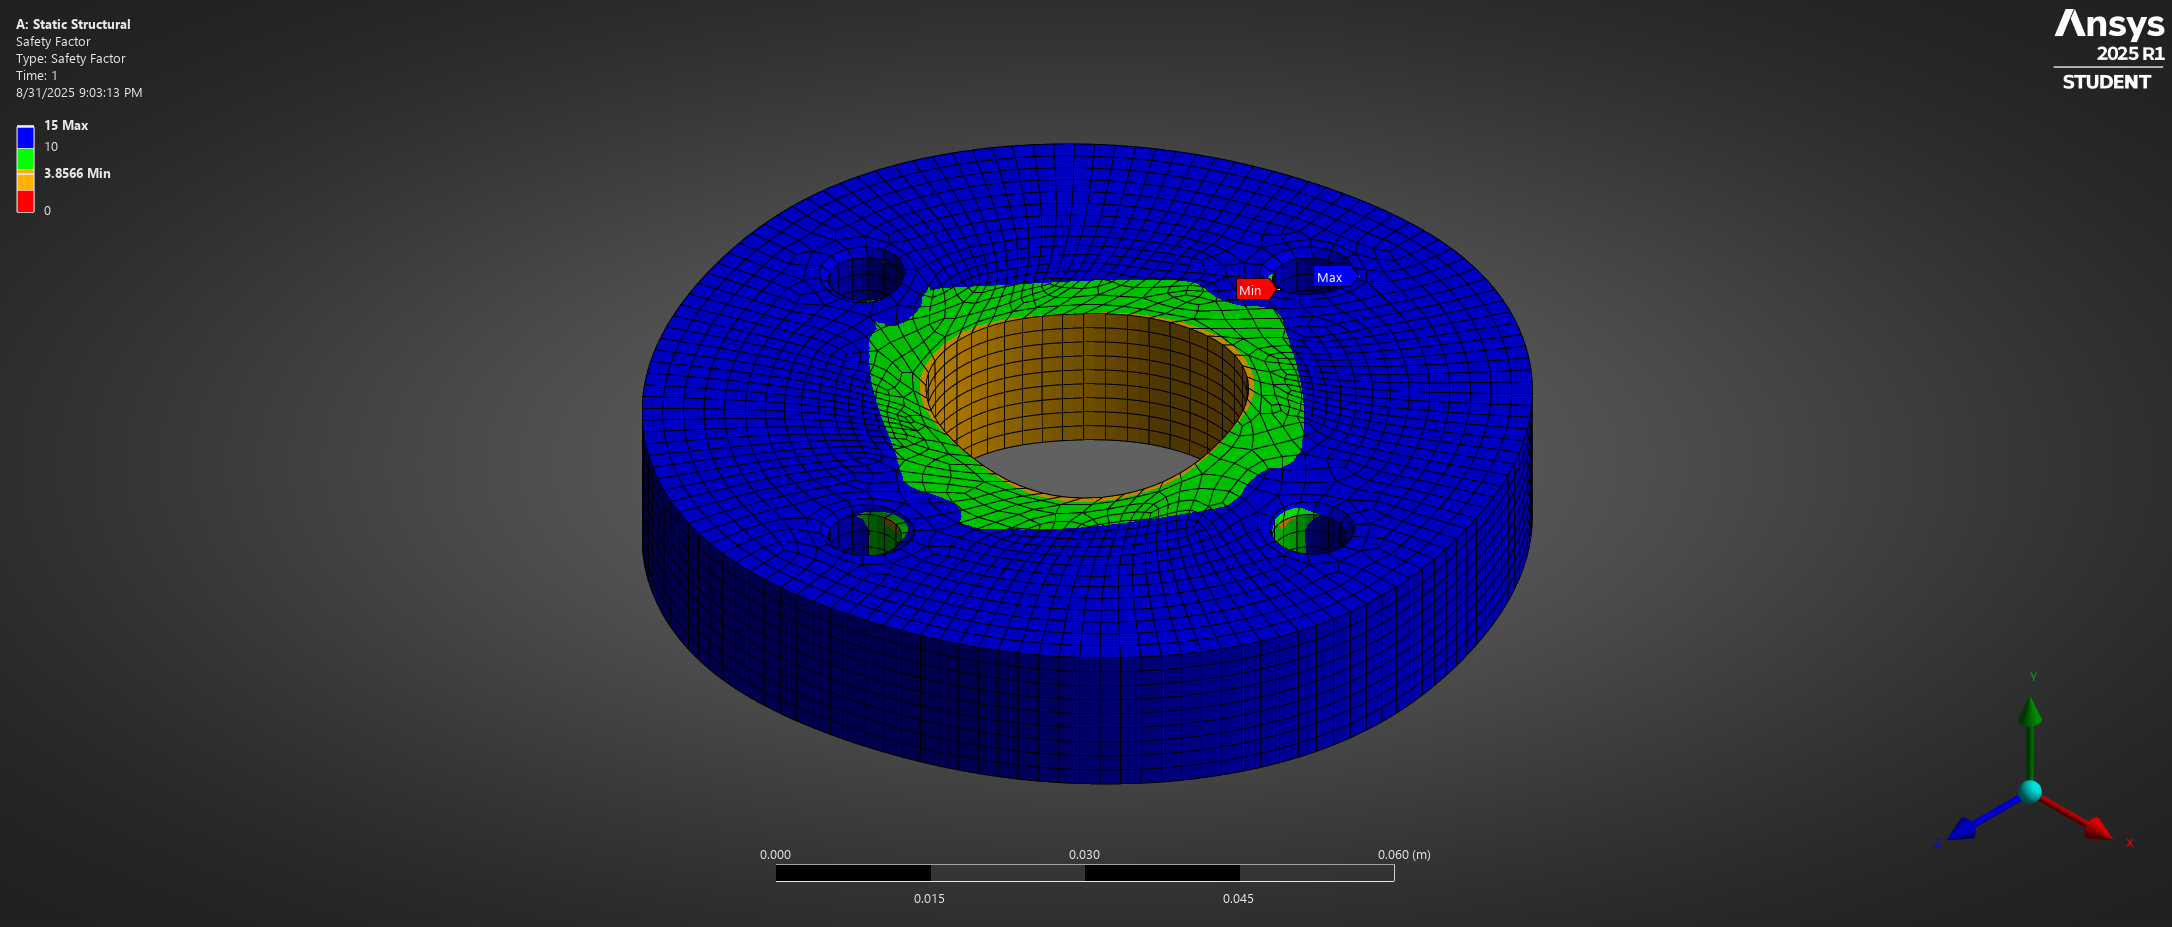 A: Static Structural
Safety Factor
Type: Safety Factor
Time: 1
8/31/2025 9:03:13 PM
15 Max
10
3.8566 Min
0
Ansys
2025 R1
STUDENT
Min
Max
0.000
0.030
0.060 (m)
0.015
0.045
Y
Z
X